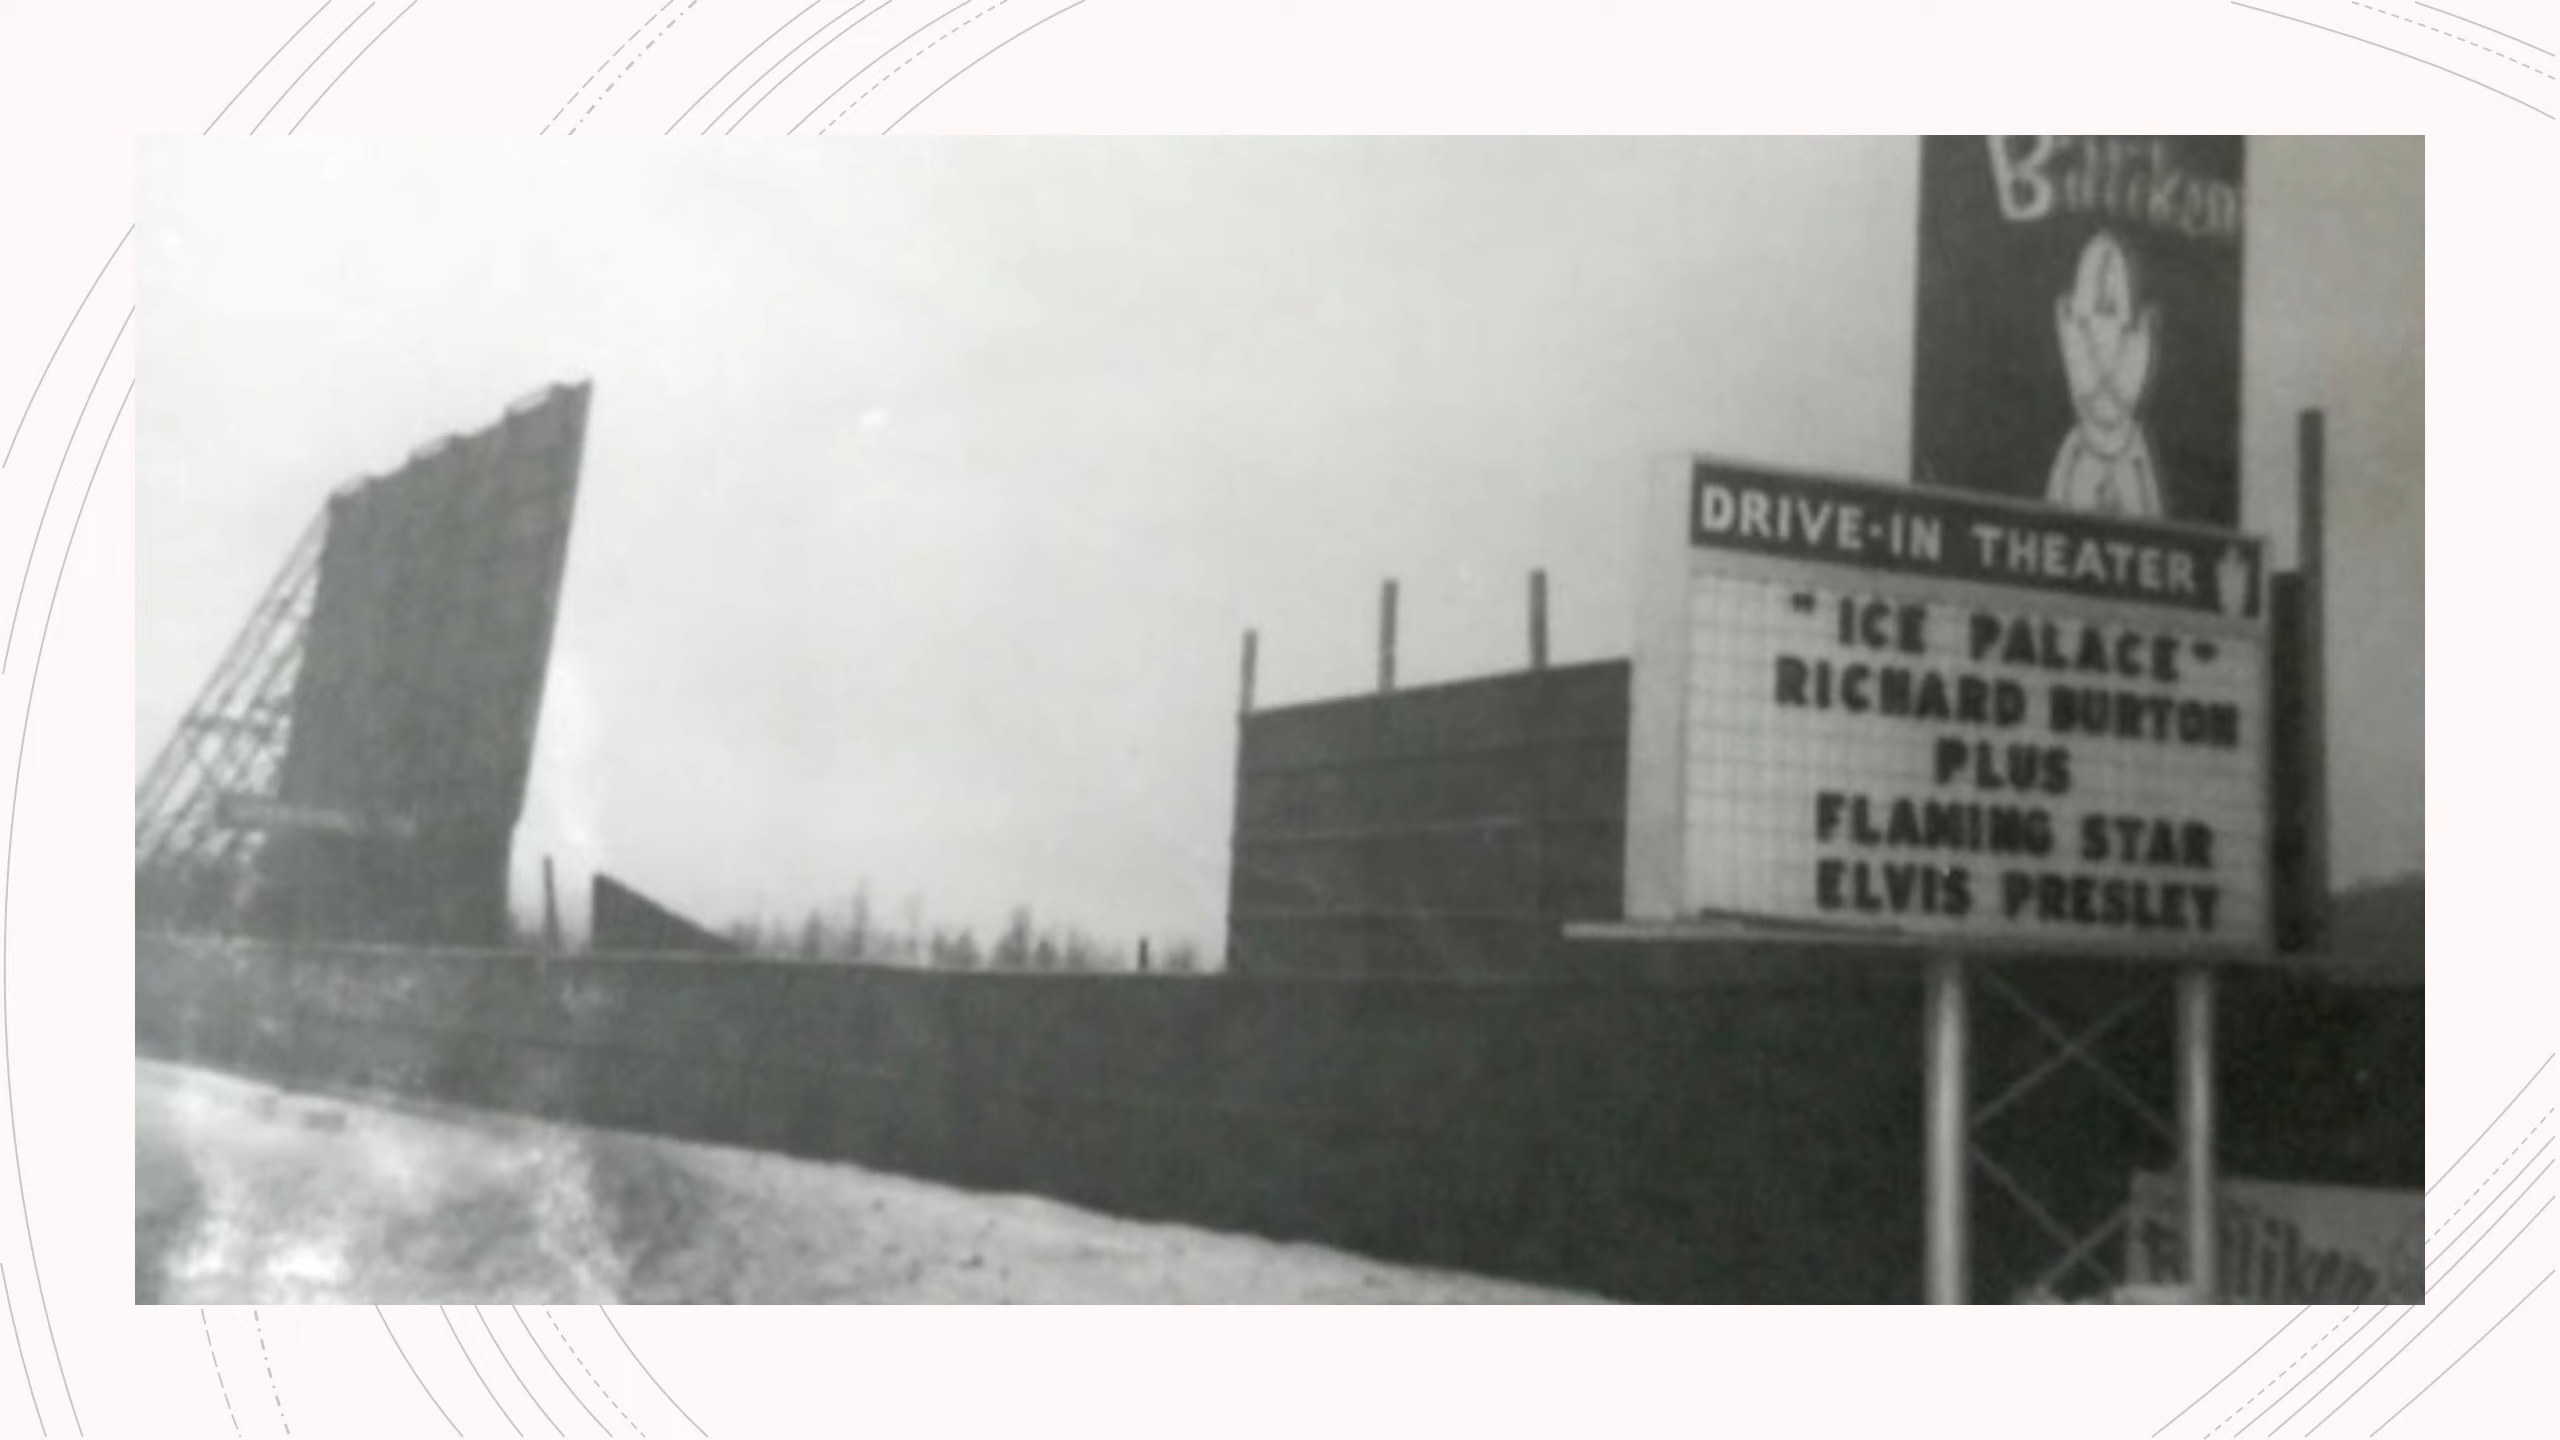 Billiken
DRIVE-IN THEATER
"ICE PALACE"
RICHARD BURTON
PLUS
FLAMING STAR
ELVIS PRESLEY